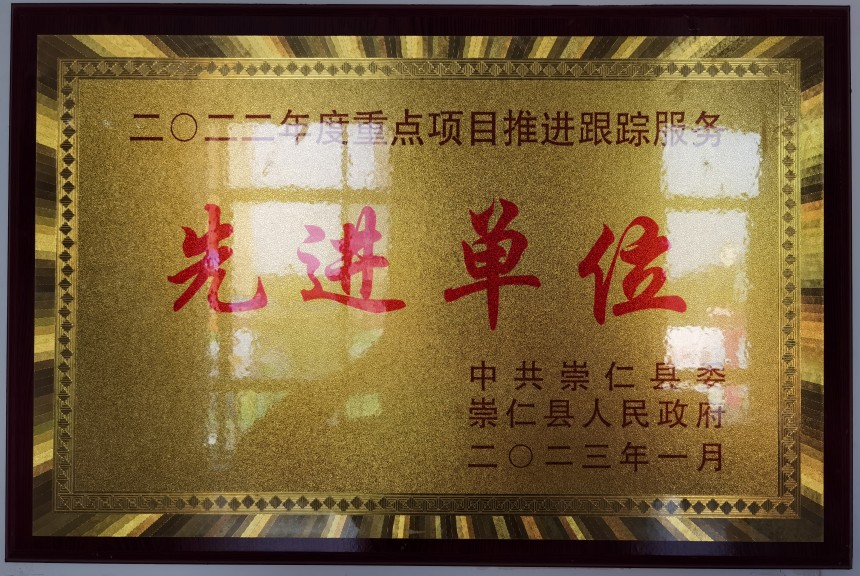 二〇二二年度重点项目推进跟踪服务
先进单位
中共崇仁县委
崇仁县人民政府
二〇二三年一月